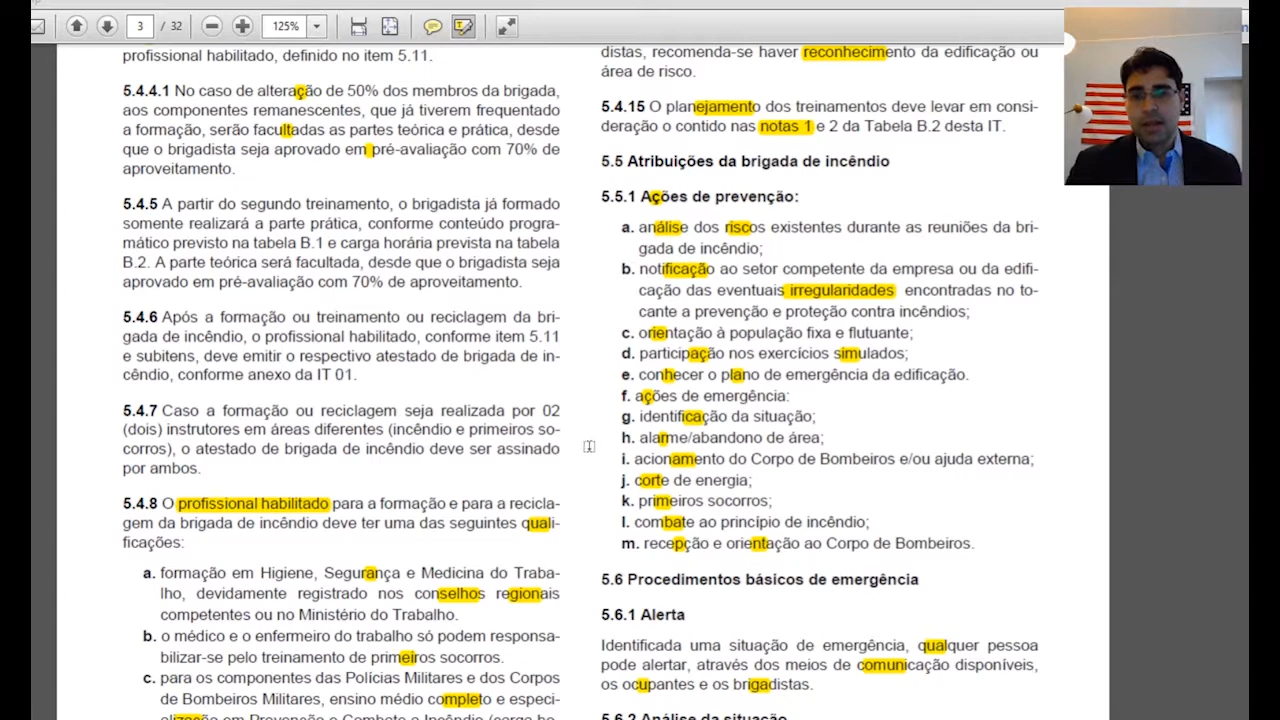 3 / 32
125%
profissional habilitado, definido no item 5.11.
5.4.4.1 No caso de alteração de 50% dos membros da brigada,
aos componentes remanescentes, que já tiverem frequentado
a formação, serão facultadas as partes teórica e prática, desde
que o brigadista seja aprovado em pré-avaliação com 70% de
aproveitamento.
5.4.5 A partir do segundo treinamento, o brigadista já formado
somente realizará a parte prática, conforme conteúdo progra-
mático previsto na tabela B.1 e carga horária prevista na tabela
B.2. A parte teórica será facultada, desde que o brigadista seja
aprovado em pré-avaliação com 70% de aproveitamento.
5.4.6 Após a formação ou treinamento ou reciclagem da bri-
gada de incêndio, o profissional habilitado, conforme item 5.11
e subitens, deve emitir o respectivo atestado de brigada de in-
cêndio, conforme anexo da IT 01.
5.4.7 Caso a formação ou reciclagem seja realizada por 02
(dois) instrutores em áreas diferentes (incêndio e primeiros so-
corros), o atestado de brigada de incêndio deve ser assinado
por ambos.
5.4.8 O profissional habilitado para a formação e para a recicla-
gem da brigada de incêndio deve ter uma das seguintes quali-
ficações:
a. formação em Higiene, Segurança e Medicina do Traba-
lho, devidamente registrado nos conselhos regionais
competentes ou no Ministério do Trabalho.
b. o médico e o enfermeiro do trabalho só podem responsa-
bilizar-se pelo treinamento de primeiros socorros.
c. para os componentes das Polícias Militares e dos Corpos
de Bombeiros Militares, ensino médio completo e especi-
alização em Prevenção e Combate a Incêndio (carga ho-
distas, recomenda-se haver reconhecimento da edificação ou
área de risco.
5.4.15 O planejamento dos treinamentos deve levar em consi-
deração o contido nas notas 1 e 2 da Tabela B.2 desta IT.
5.5 Atribuições da brigada de incêndio
5.5.1 Ações de prevenção:
a. análise dos riscos existentes durante as reuniões da bri-
gada de incêndio;
b. notificação ao setor competente da empresa ou da edifi-
cação das eventuais irregularidades encontradas no to-
cante a prevenção e proteção contra incêndios;
c. orientação à população fixa e flutuante;
d. participação nos exercícios simulados;
e. conhecer o plano de emergência da edificação.
f. ações de emergência:
g. identificação da situação;
h. alarme/abandono de área;
i. acionamento do Corpo de Bombeiros e/ou ajuda externa;
j. corte de energia;
k. primeiros socorros;
l. combate ao princípio de incêndio;
m. recepção e orientação ao Corpo de Bombeiros.
5.6 Procedimentos básicos de emergência
5.6.1 Alerta
Identificada uma situação de emergência, qualquer pessoa
pode alertar, através dos meios de comunicação disponíveis,
os ocupantes e os brigadistas.
5.6.2 Análise da situação